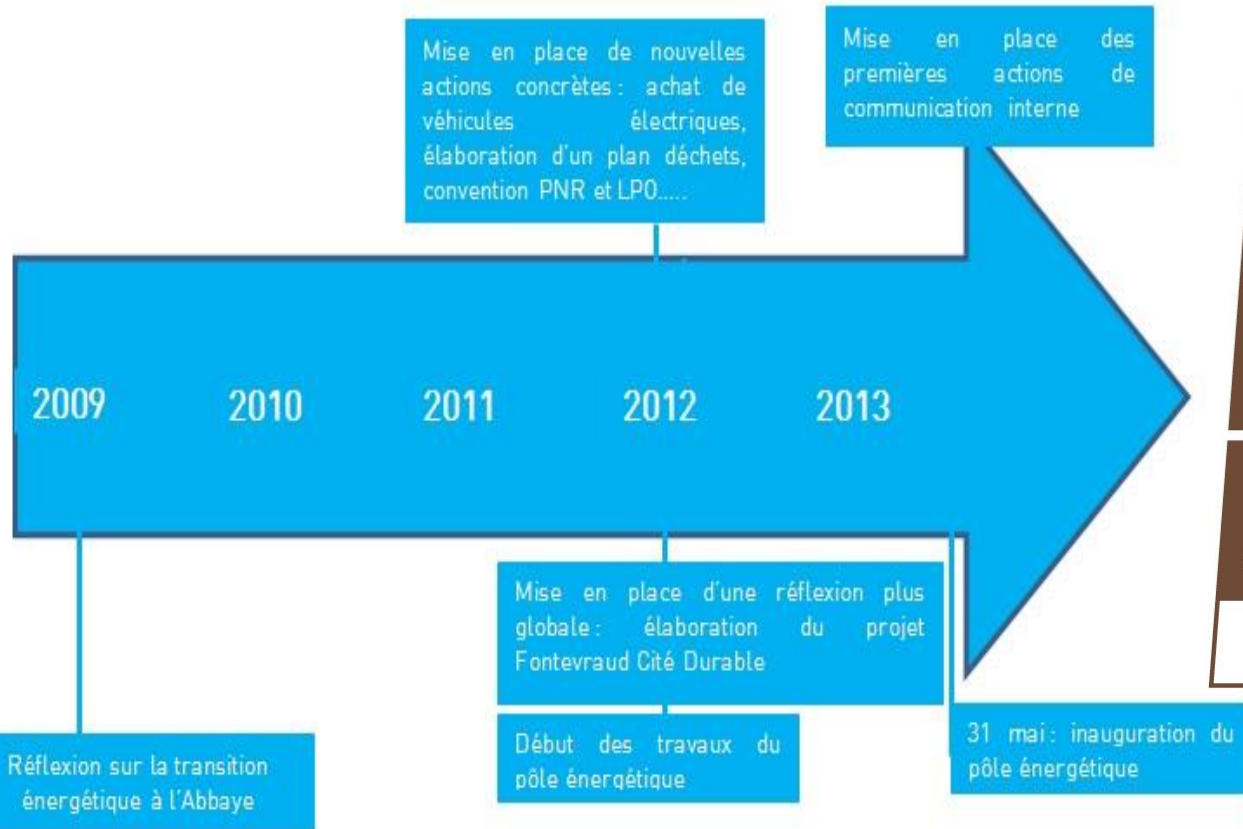 Mise en place de nouvelles
actions concrètes : achat de
véhicules électriques,
élaboration d'un plan déchets,
convention PNR et LPO.....
Mise en place des
premières actions de
communication interne
2009
2010
2011
2012
2013
Mise en place d'une réflexion plus
globale : élaboration du projet
Fontevraud Cité Durable
Début des travaux du
pôle énergétique
31 mai : inauguration du
pôle énergétique
Réflexion sur la transition
énergétique à l'Abbaye